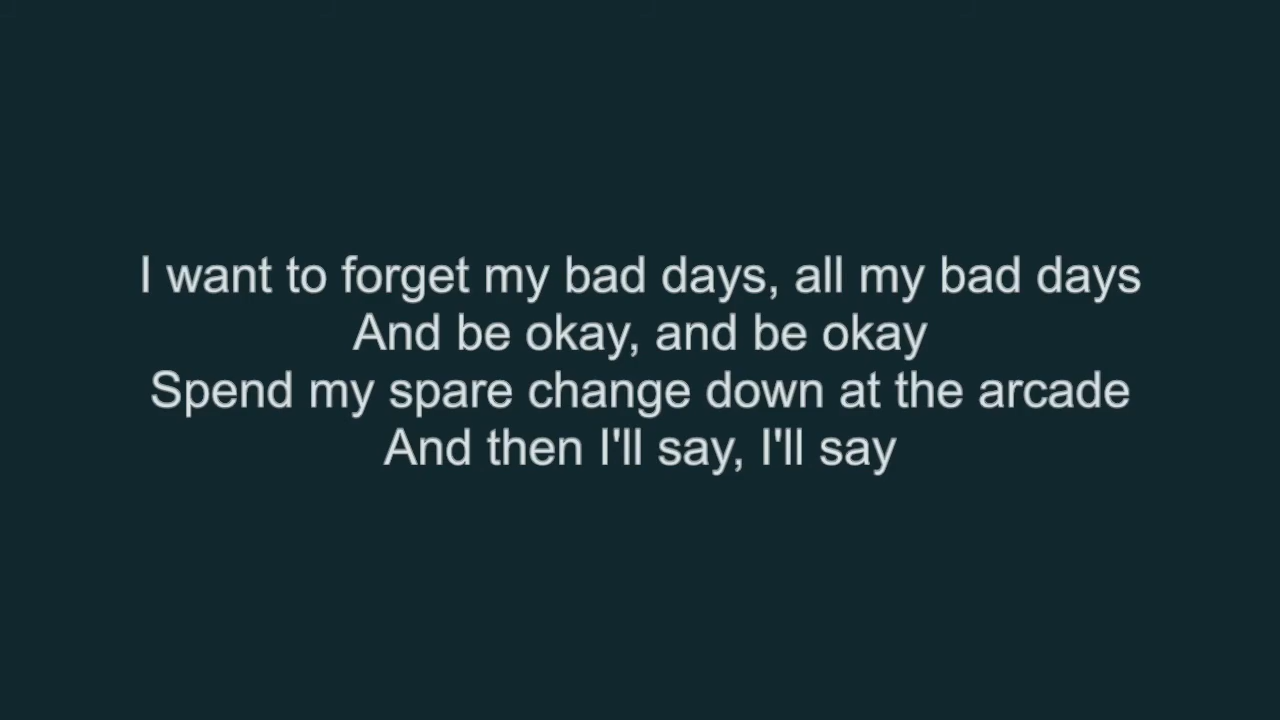 I want to forget my bad days, all my bad days
And be okay, and be okay
Spend my spare change down at the arcade
And then I'll say, I'll say